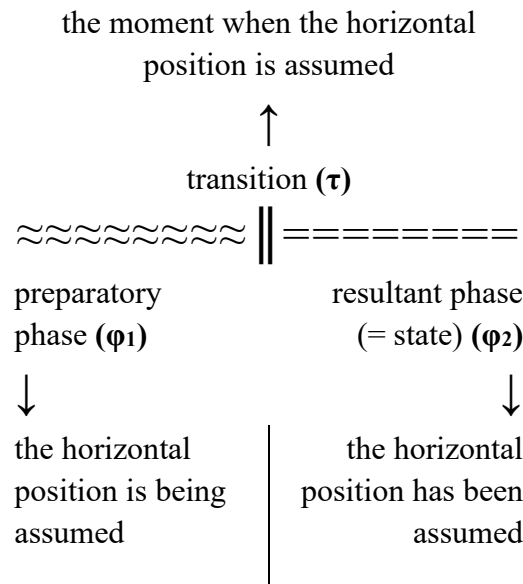 the moment when the horizontal
position is assumed
↑
transition (τ)
≈≈≈≈≈≈≈≈ ‖ ========
preparatory resultant phase
phase (φ1) (= state) (φ2)
↓ ↓
the horizontal the horizontal
position is being position has been
assumed assumed